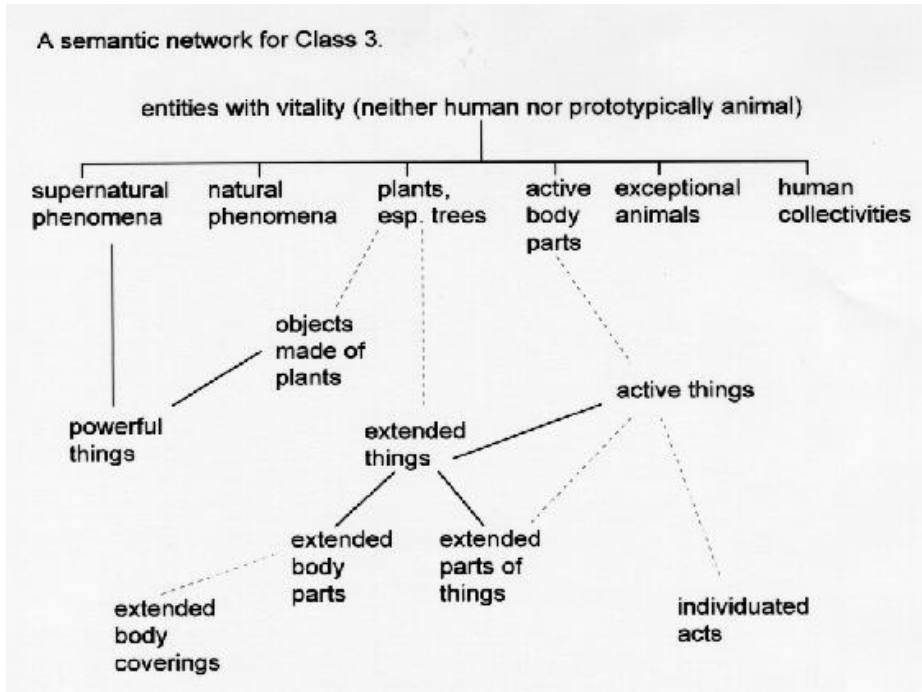 A semantic network for Class 3.
entities with vitality (neither human nor prototypically animal)
supernatural
phenomena
natural
phenomena
plants,
esp. trees
active
body
parts
exceptional
animals
human
collectivities
objects
made of
plants
active things
powerful
things
extended
things
extended
body
parts
extended
parts of
things
extended
body
coverings
individuated
acts